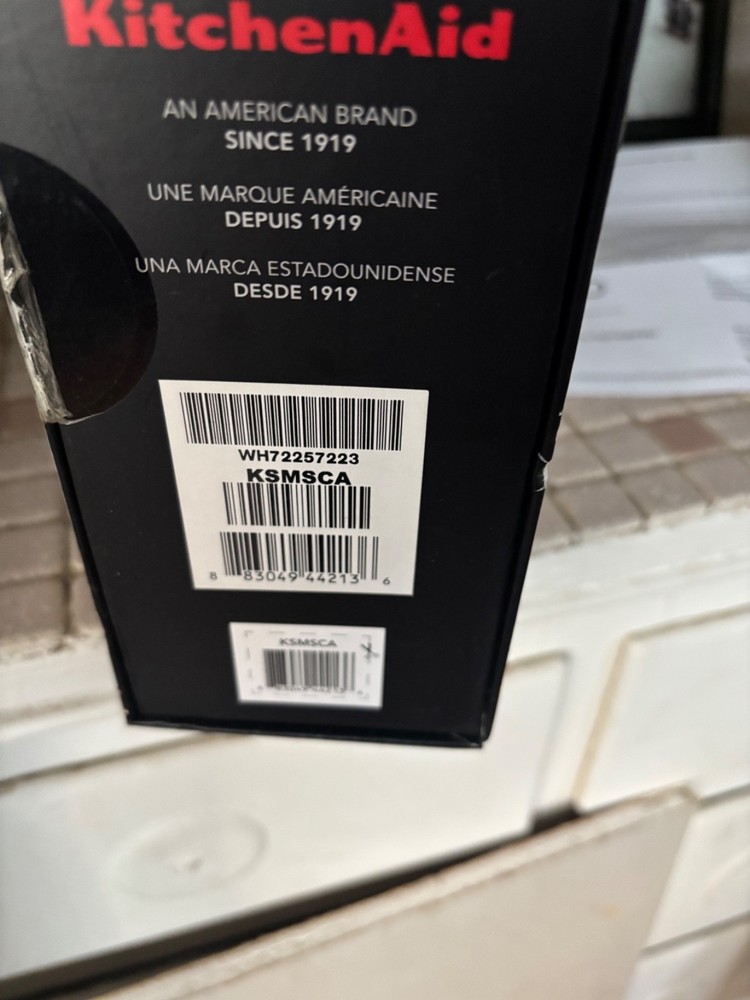 KitchenAid
AN AMERICAN BRAND
SINCE 1919
UNE MARQUE AMÉRICAINE
DEPUIS 1919
UNA MARCA ESTADOUNIDENSE
DESDE 1919
WH72257223
KSMSCA
8 83049 44213 6
KSMSCA